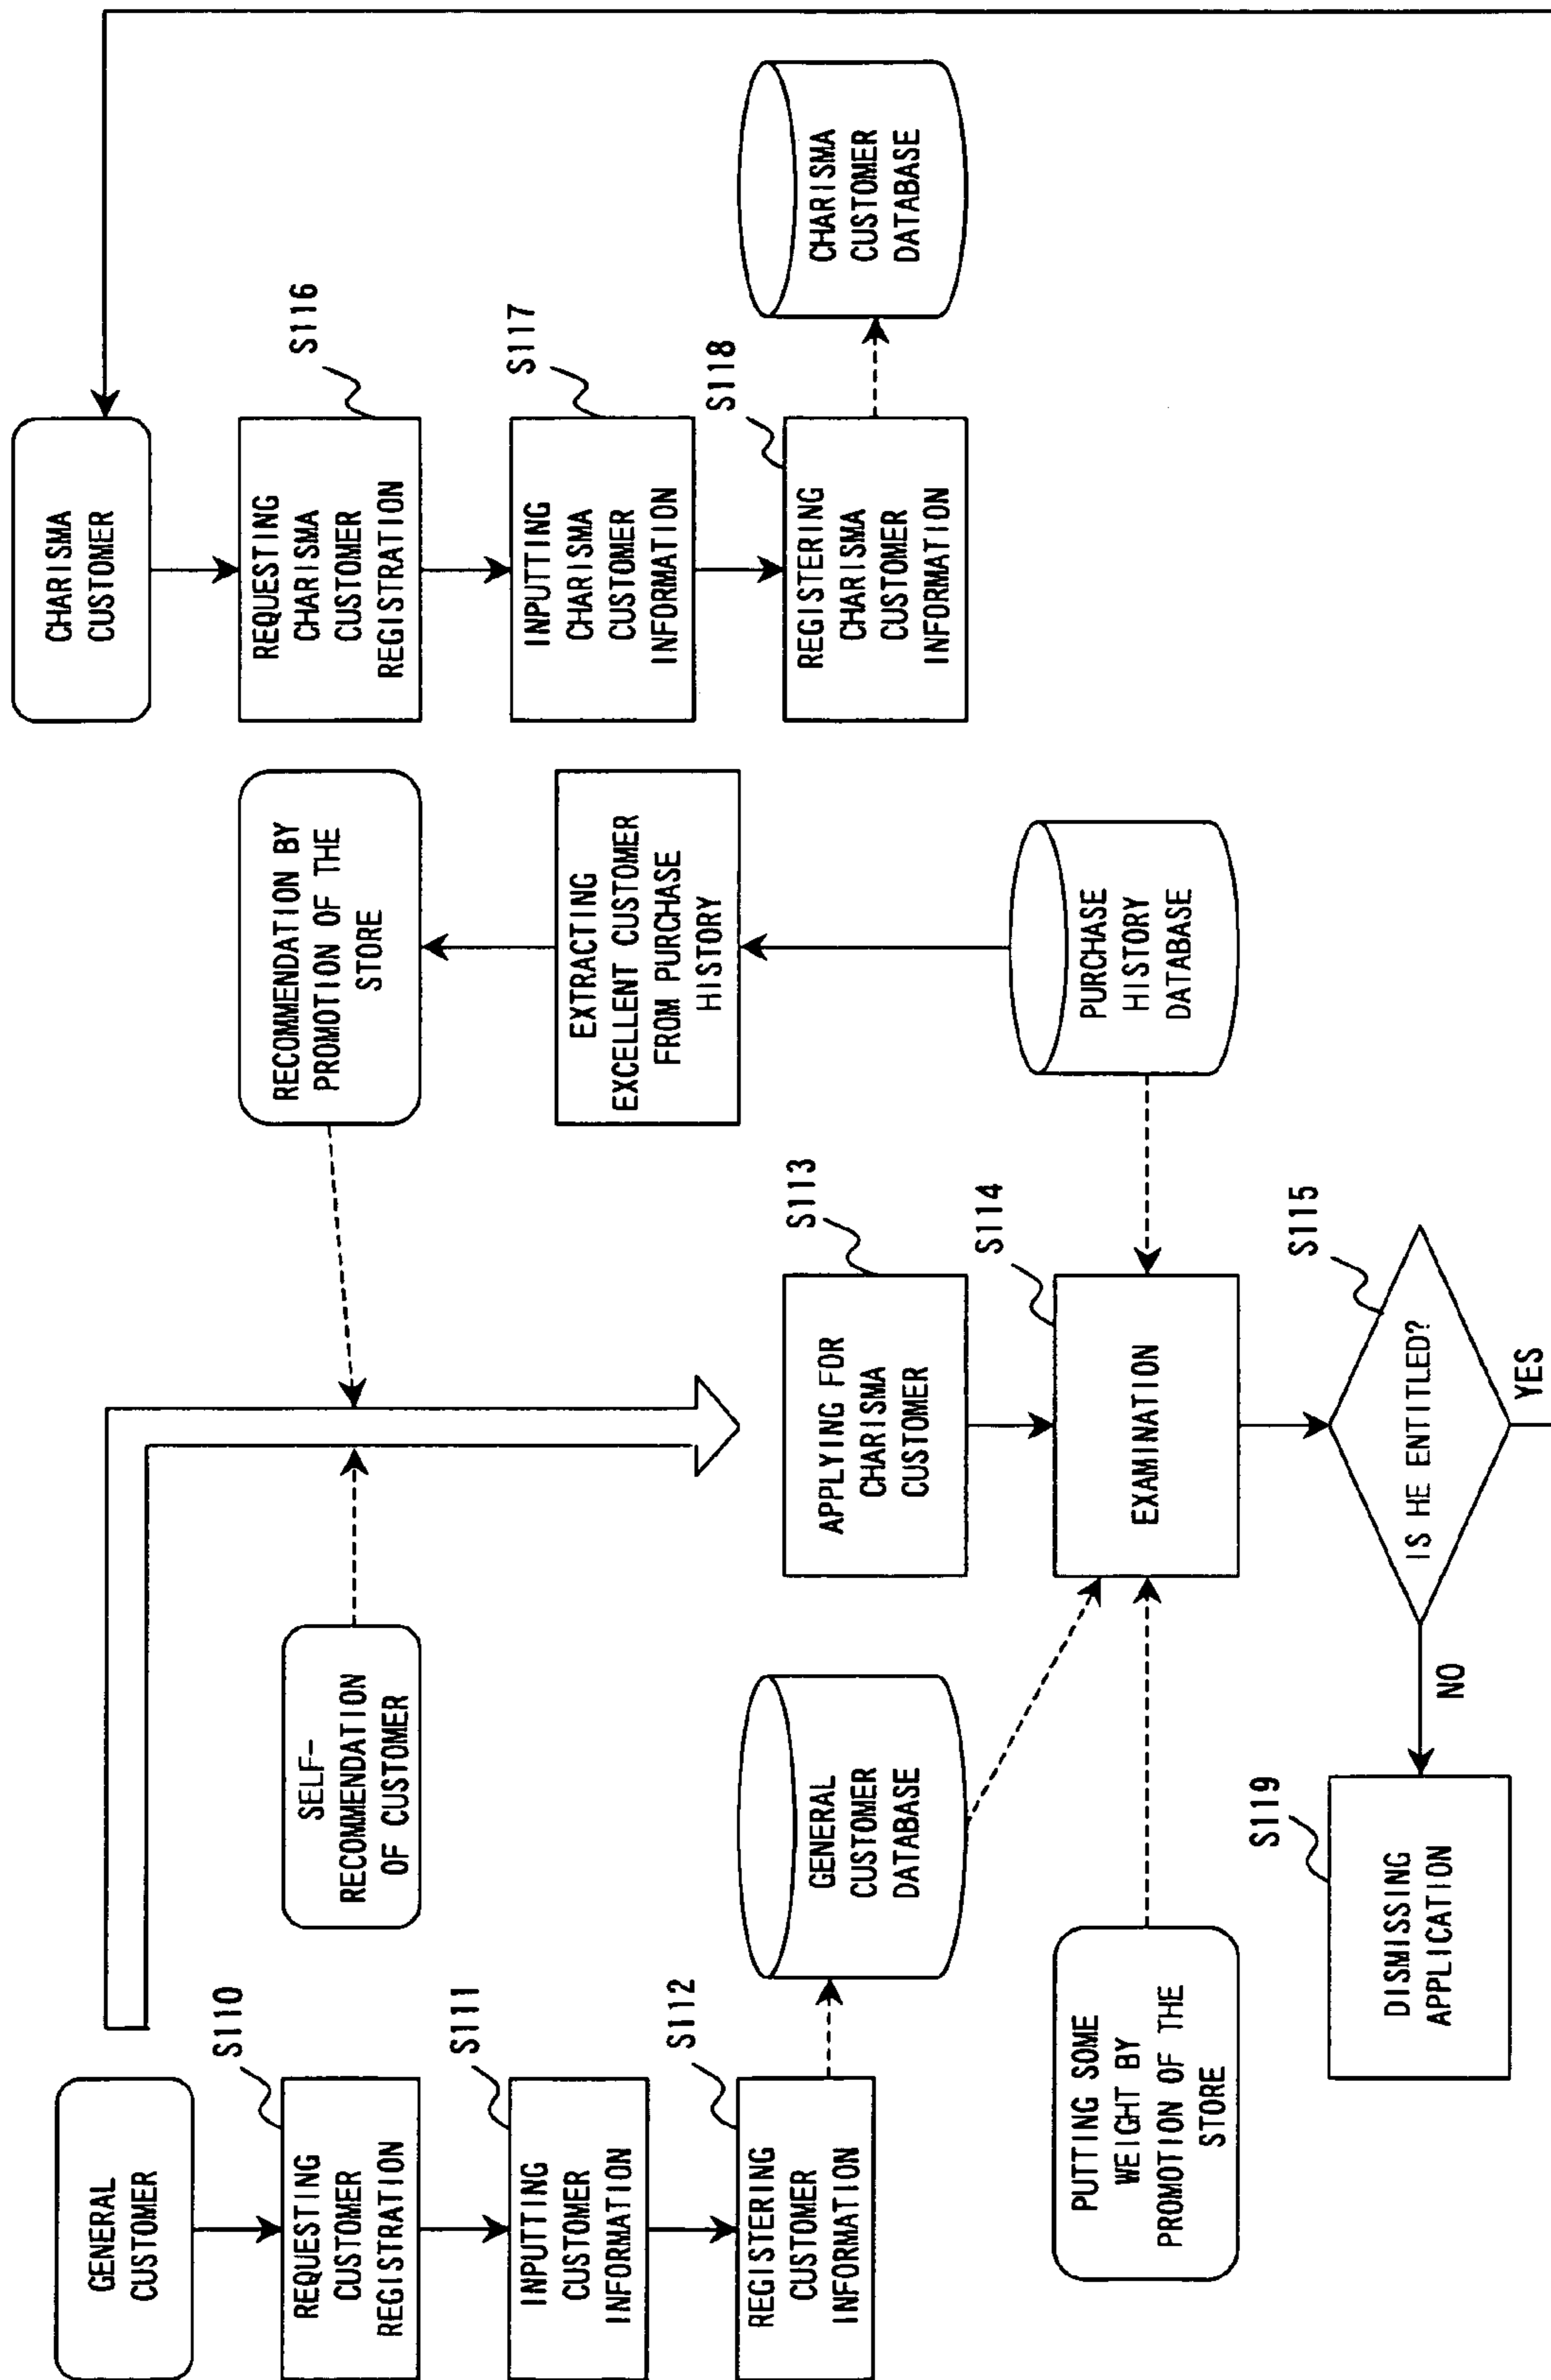 GENERAL
CUSTOMER
S110
REQUESTING
CUSTOMER
REGISTRATION
S111
INPUTTING
CUSTOMER
INFORMATION
S112
REGISTERING
CUSTOMER
INFORMATION
GENERAL
CUSTOMER
DATABASE
SELF-
RECOMMENDATION
OF CUSTOMER
RECOMMENDATION BY
PROMOTION OF THE
STORE
EXTRACTING
EXCELLENT CUSTOMER
FROM PURCHASE
HISTORY
PURCHASE
HISTORY
DATABASE
S113
APPLYING FOR
CHARISMA
CUSTOMER
S114
EXAMINATION
PUTTING SOME
WEIGHT BY
PROMOTION OF THE
STORE
S115
IS HE ENTITLED?
NO
YES
S119
DISMISSING
APPLICATION
CHARISMA
CUSTOMER
S116
REQUESTING
CHARISMA
CUSTOMER
REGISTRATION
S117
INPUTTING
CHARISMA
CUSTOMER
INFORMATION
S118
REGISTERING
CHARISMA
CUSTOMER
INFORMATION
CHARISMA
CUSTOMER
DATABASE